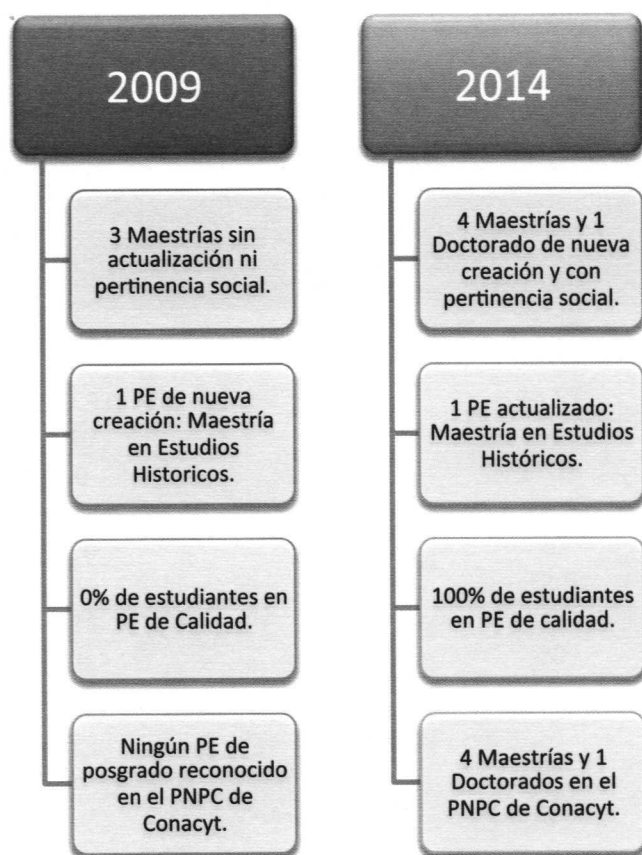 2009
3 Maestrías sin
actualización ni
pertinencia social.
1 PE de nueva
creación: Maestría
en Estudios
Historicos.
0% de estudiantes en
PE de Calidad.
Ningún PE de
posgrado reconocido
en el PNPC de
Conacyt.
2014
4 Maestrías y 1
Doctorado de nueva
creación y con
pertinencia social.
1 PE actualizado:
Maestría en Estudios
Históricos.
100% de estudiantes
en PE de calidad.
4 Maestrías y 1
Doctorados en el
PNPC de Conacyt.